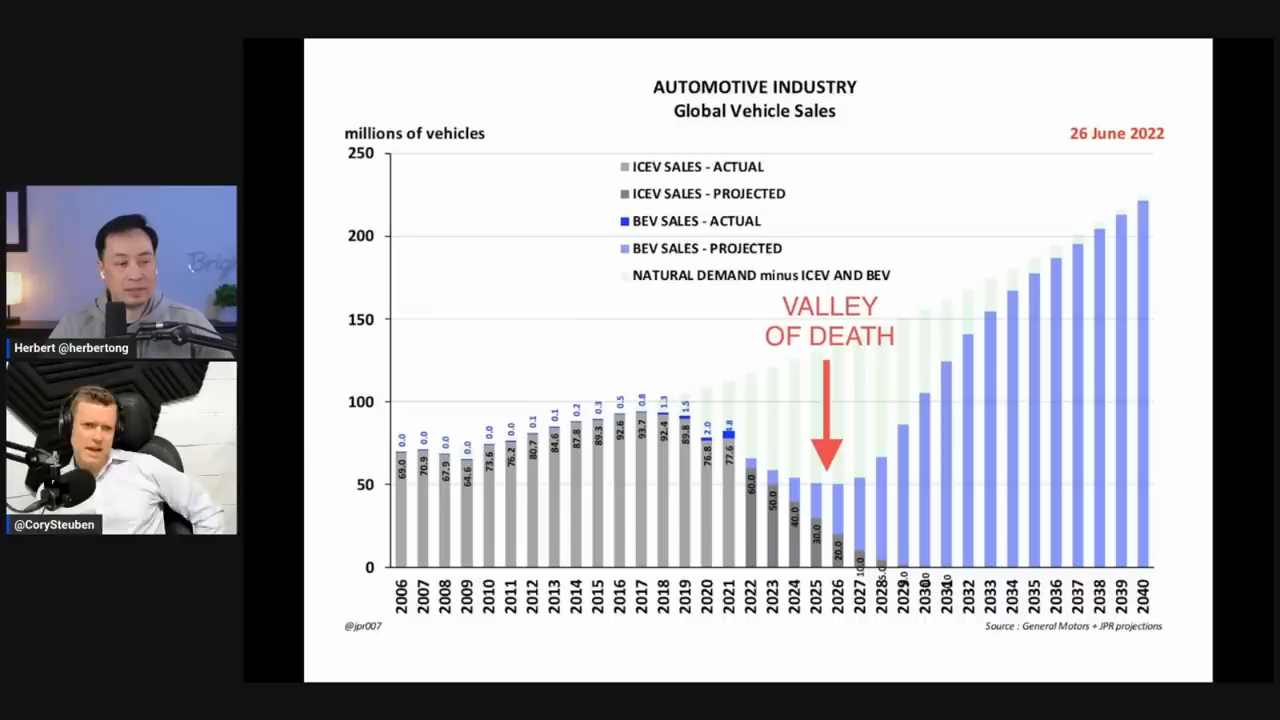 AUTOMOTIVE INDUSTRY
Global Vehicle Sales
millions of vehicles
26 June 2022
250
200
150
100
50
0
ICEV SALES - ACTUAL
ICEV SALES - PROJECTED
BEV SALES - ACTUAL
BEV SALES - PROJECTED
NATURAL DEMAND minus ICEV AND BEV
VALLEY
OF DEATH
0.0 0.0 0.0 0.0 0.0 0.0 0.1 0.1 0.2 0.3 0.5 0.8 1.3 1.5 2.0 4.8
69.0 70.9 67.9 64.6 73.6 76.2 80.7 84.6 87.8 89.3 92.6 93.7 92.4 89.8 76.8 77.6 60.0 50.0 40.0 30.0 20.0 10.0 5.0
2006 2007 2008 2009 2010 2011 2012 2013 2014 2015 2016 2017 2018 2019 2020 2021 2022 2023 2024 2025 2026 2027 2028 2029 2030 2031 2032 2033 2034 2035 2036 2037 2038 2039 2040
@jpr007
Source : General Motors + JPR projections
Herbert @herbertong
@CorySteuben